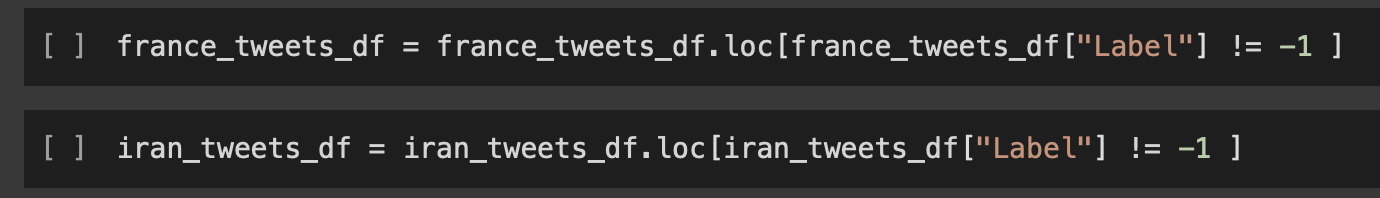 [ ] france_tweets_df = france_tweets_df.loc[france_tweets_df["Label"] != -1 ]
[ ] iran_tweets_df = iran_tweets_df.loc[iran_tweets_df["Label"] != -1 ]